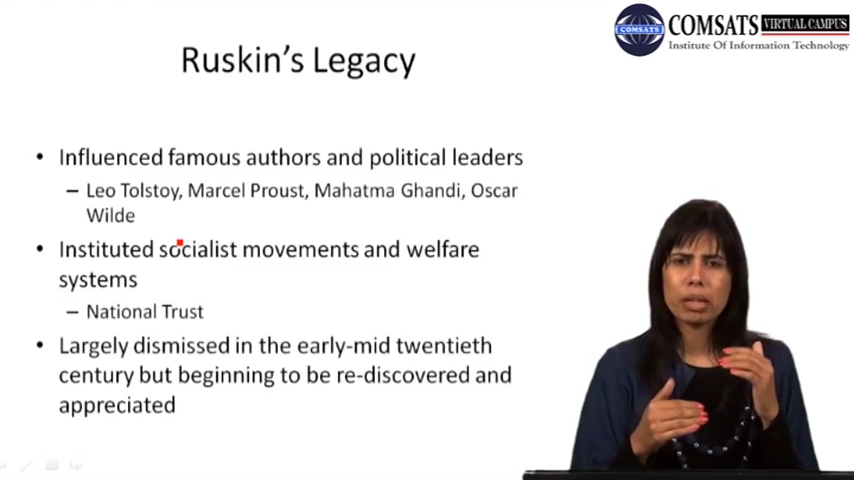 COMSATS VIRTUAL CAMPUS
COMSATS
Institute Of Information Technology
Ruskin's Legacy
• Influenced famous authors and political leaders
– Leo Tolstoy, Marcel Proust, Mahatma Ghandi, Oscar
Wilde
• Instituted socialist movements and welfare
systems
– National Trust
• Largely dismissed in the early-mid twentieth
century but beginning to be re-discovered and
appreciated